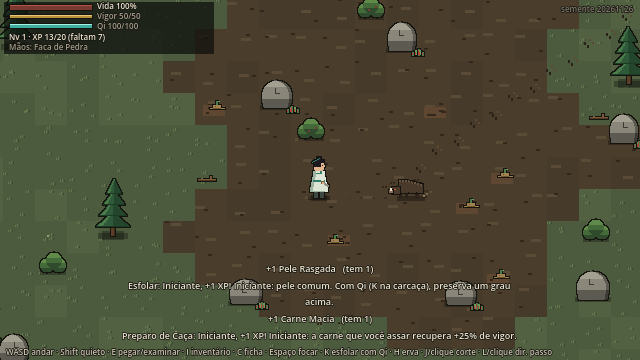 Vida 100%
Vigor 50/50
Qi 100/100
Nv 1 · XP 13/20 (faltam 7)
Mãos: Faca de Pedra
semente 20261126
+1 Pele Rasgada (tem 1)
Esfolar: Iniciante, +1 XP! Iniciante: pele comum. Com Qi (K na carcaça), preserva um grau
acima.
+1 Carne Macia (tem 1)
Preparo de Caça: Iniciante, +1 XP! Iniciante: a carne que você assar recupera +25% de vigor.
WASD andar · Shift quieto · E pegar/examinar · I inventário · C ficha · Espaço focar · K esfolar com Qi · H erva · J/clique corte · L/clique dir. passo